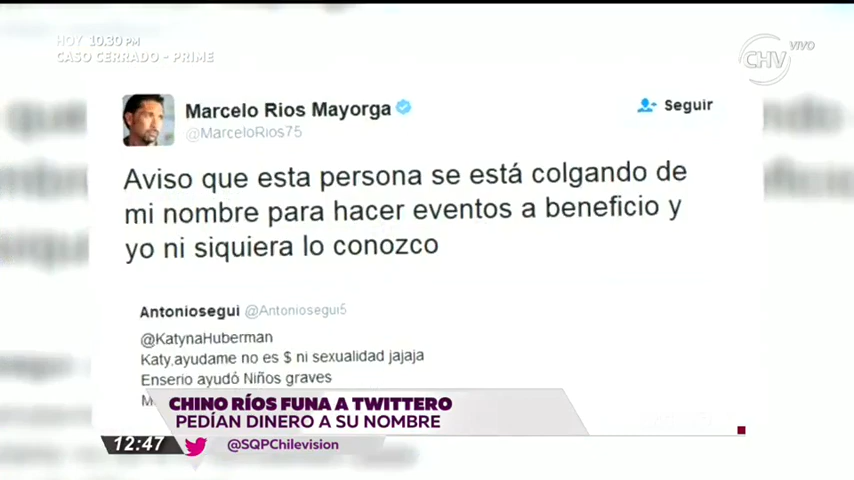 HOY 10.30 PM
CASO CERRADO - PRIME
CHV VIVO
Marcelo Rios Mayorga
@MarceloRios75
Seguir
Aviso que esta persona se está colgando de
mi nombre para hacer eventos a beneficio y
yo ni siquiera lo conozco
Antoniosegui @Antoniosegui5
@KatynaHuberman
Katy,ayudame no es $ ni sexualidad jajaja
Enserio ayudó Niños graves
CHINO RÍOS FUNA A TWITTERO
PEDÍAN DINERO A SU NOMBRE
12:47
@SQPChilevision